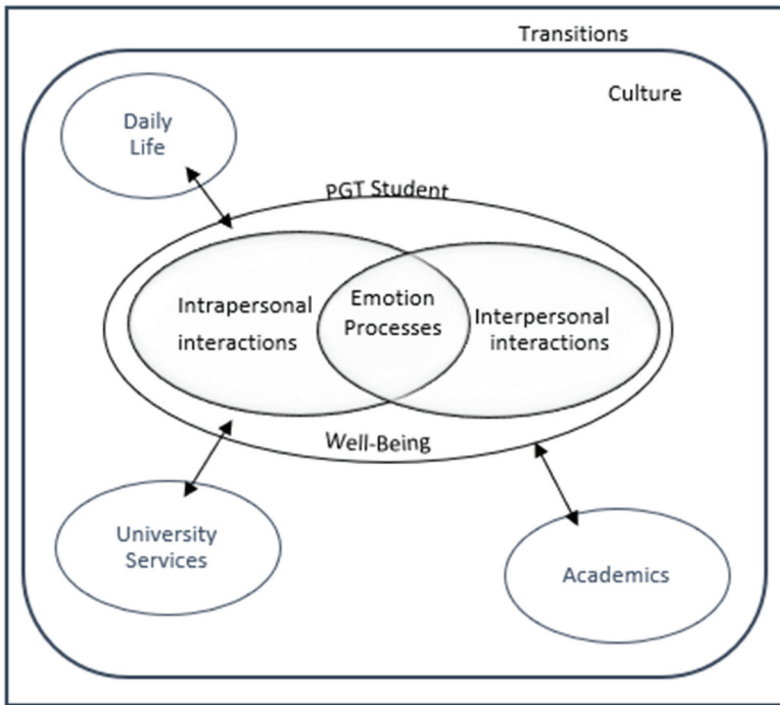 Transitions
Culture
Daily
Life
PGT Student
Intrapersonal
interactions
Emotion
Processes
Interpersonal
interactions
Well-Being
University
Services
Academics